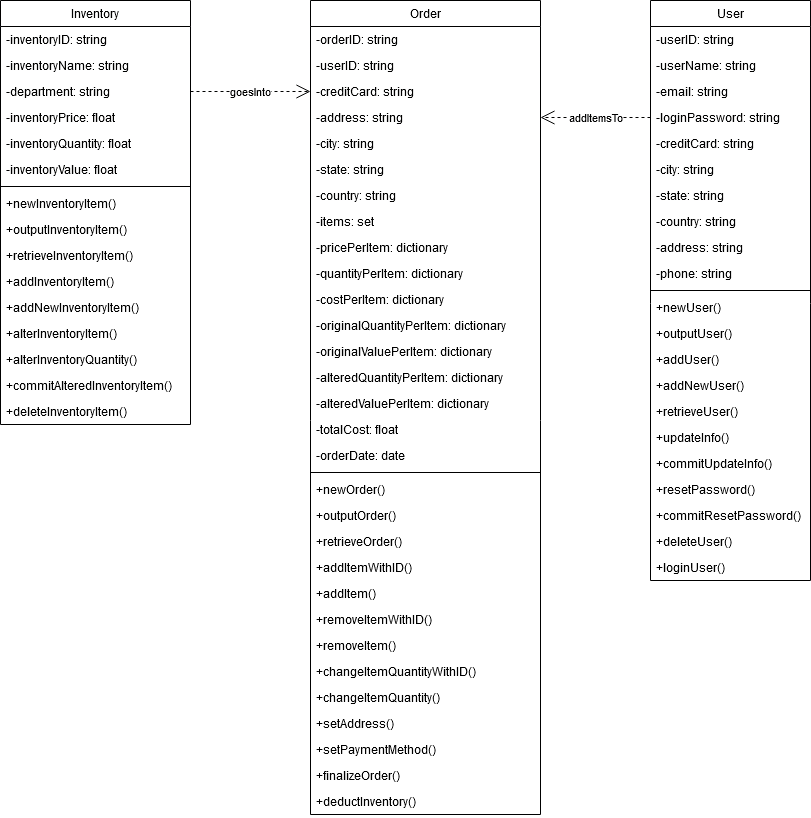 Inventory
-inventoryID: string
-inventoryName: string
-department: string
-inventoryPrice: float
-inventoryQuantity: float
-inventoryValue: float
+newInventoryItem()
+outputInventoryItem()
+retrieveInventoryItem()
+addInventoryItem()
+addNewInventoryItem()
+alterInventoryItem()
+alterInventoryQuantity()
+commitAlteredInventoryItem()
+deleteInventoryItem()
goesInto
Order
-orderID: string
-userID: string
-creditCard: string
-address: string
-city: string
-state: string
-country: string
-items: set
-pricePerItem: dictionary
-quantityPerItem: dictionary
-costPerItem: dictionary
-originalQuantityPerItem: dictionary
-originalValuePerItem: dictionary
-alteredQuantityPerItem: dictionary
-alteredValuePerItem: dictionary
-totalCost: float
-orderDate: date
+newOrder()
+outputOrder()
+retrieveOrder()
+addItemWithID()
+addItem()
+removeItemWithID()
+removeItem()
+changeItemQuantityWithID()
+changeItemQuantity()
+setAddress()
+setPaymentMethod()
+finalizeOrder()
+deductInventory()
addItemsTo
User
-userID: string
-userName: string
-email: string
-loginPassword: string
-creditCard: string
-city: string
-state: string
-country: string
-address: string
-phone: string
+newUser()
+outputUser()
+addUser()
+addNewUser()
+retrieveUser()
+updateInfo()
+commitUpdateInfo()
+resetPassword()
+commitResetPassword()
+deleteUser()
+loginUser()